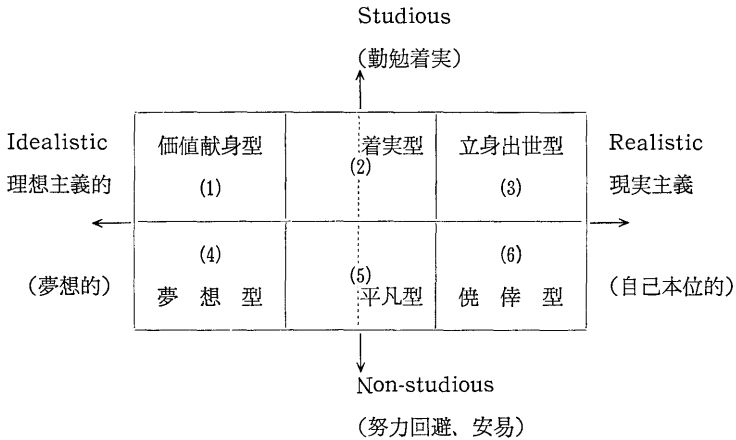 Studious
(勤勉着実)
Idealistic
理想主義的
価値献身型
(1)
着実型
(2)
立身出世型
(3)
Realistic
現実主義
(夢想的)
(4)
夢想型
(5)
平凡型
(6)
僥倖型
(自己本位的)
Non-studious
(努力回避、安易)